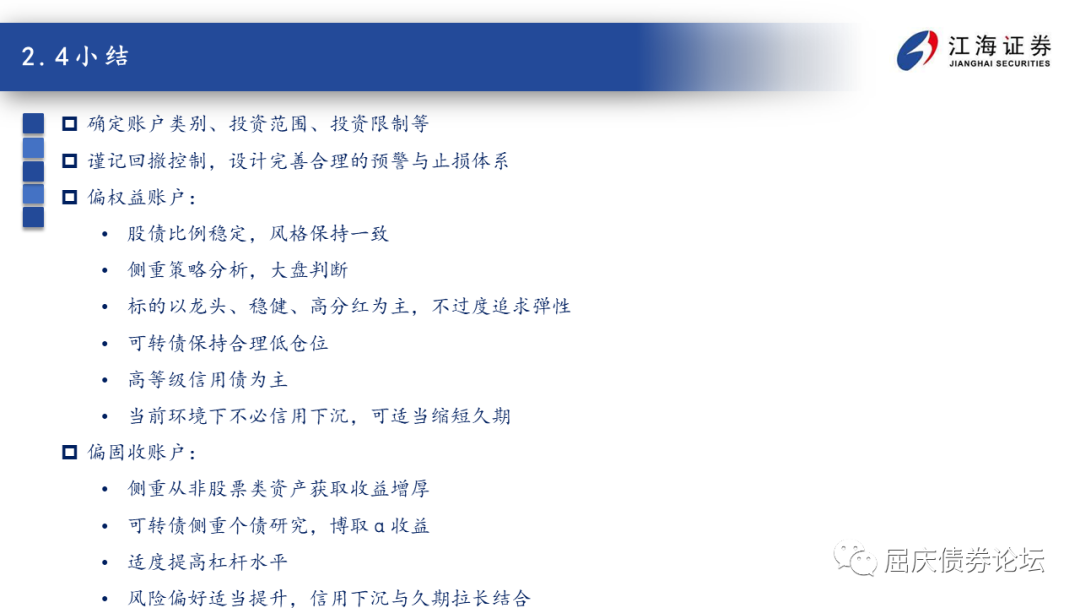 2.4小结
江海证券
JIANGHAI SECURITIES
确定账户类别、投资范围、投资限制等
谨记回撤控制，设计完善合理的预警与止损体系
偏权益账户：
• 股债比例稳定，风格保持一致
• 侧重策略分析，大盘判断
• 标的以龙头、稳健、高分红为主，不过度追求弹性
• 可转债保持合理低仓位
• 高等级信用债为主
• 当前环境下不必信用下沉，可适当缩短久期
偏固收账户：
• 侧重从非股票类资产获取收益增厚
• 可转债侧重个债研究，博取α收益
• 适度提高杠杆水平
• 风险偏好适当提升，信用下沉与久期拉长结合
屈庆债券论坛